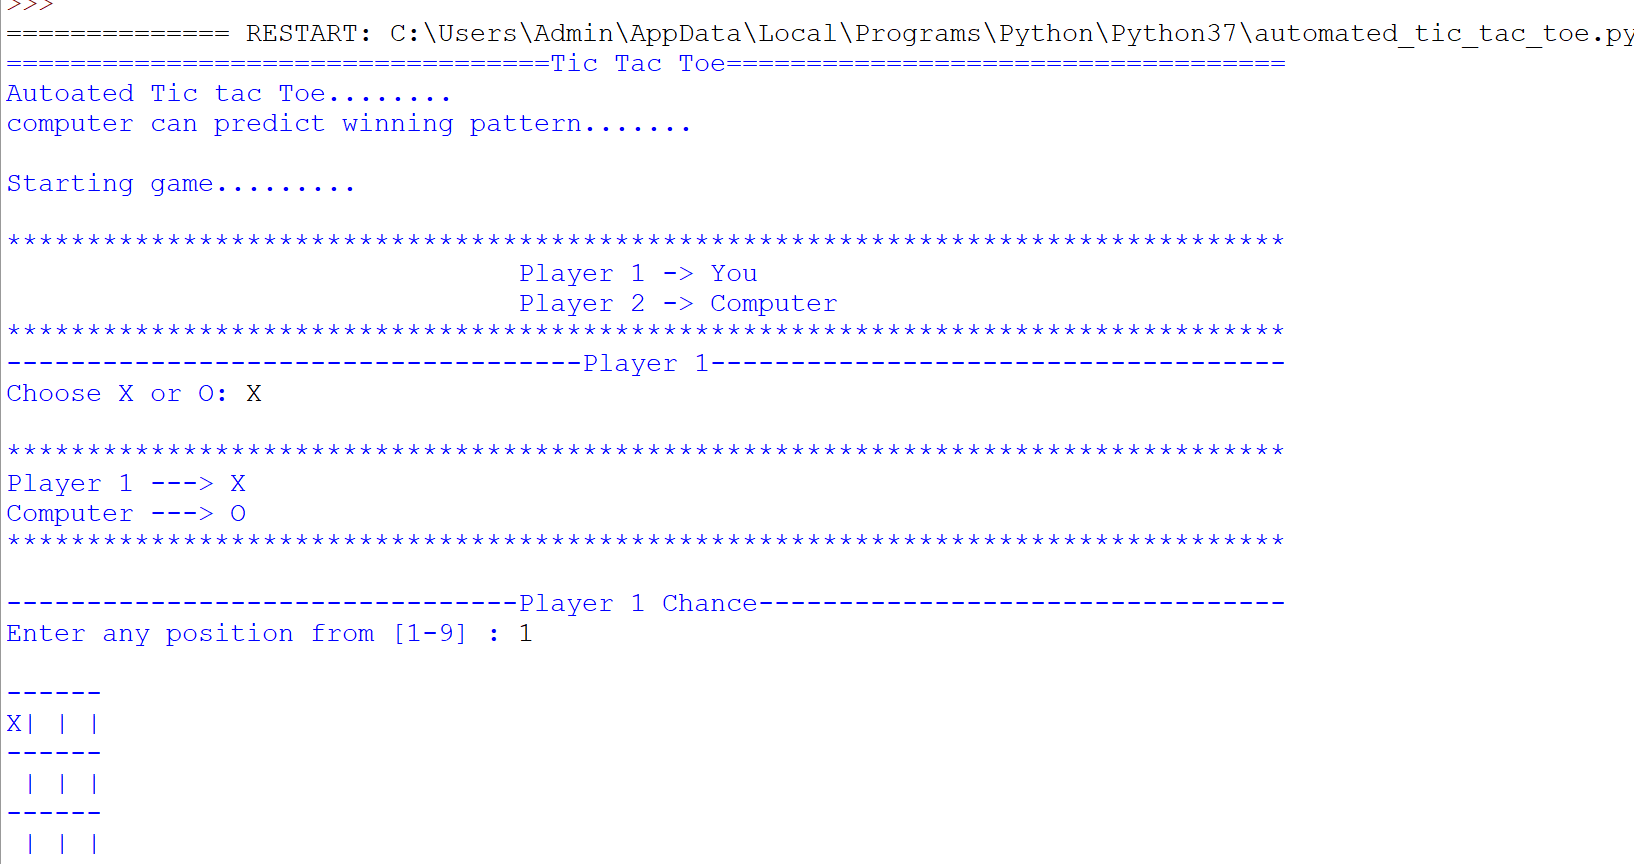 >>>
============== RESTART: C:\Users\Admin\AppData\Local\Programs\Python\Python37\automated_tic_tac_toe.py
==================================Tic Tac Toe===================================
Autoated Tic tac Toe........
computer can predict winning pattern.......
Starting game.........
********************************************************************************
Player 1 -> You
Player 2 -> Computer
********************************************************************************
------------------------------------Player 1------------------------------------
Choose X or O: X
********************************************************************************
Player 1 ---> X
Computer ---> O
********************************************************************************
--------------------------------Player 1 Chance---------------------------------
Enter any position from [1-9] : 1
------
X| | |
------
 | | |
------
 | | |